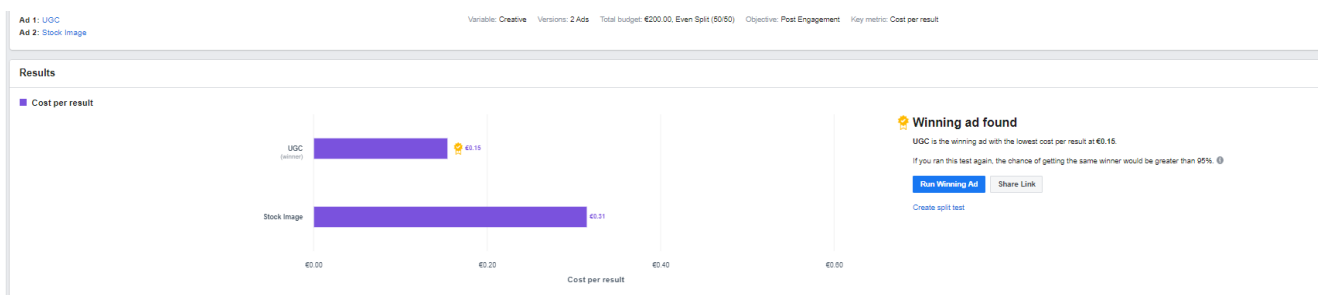 Ad 1: UGC
Ad 2: Stock Image
Variable: Creative Versions: 2 Ads Total budget: €200.00, Even Split (50/50) Objective: Post Engagement Key metric: Cost per result
Results
Cost per result
UGC
(winner)
€0.15
Stock Image
€0.31
€0.00 €0.20 €0.40 €0.60
Cost per result
Winning ad found
UGC is the winning ad with the lowest cost per result at €0.15.
If you ran this test again, the chance of getting the same winner would be greater than 95%.
Run Winning Ad Share Link
Create split test